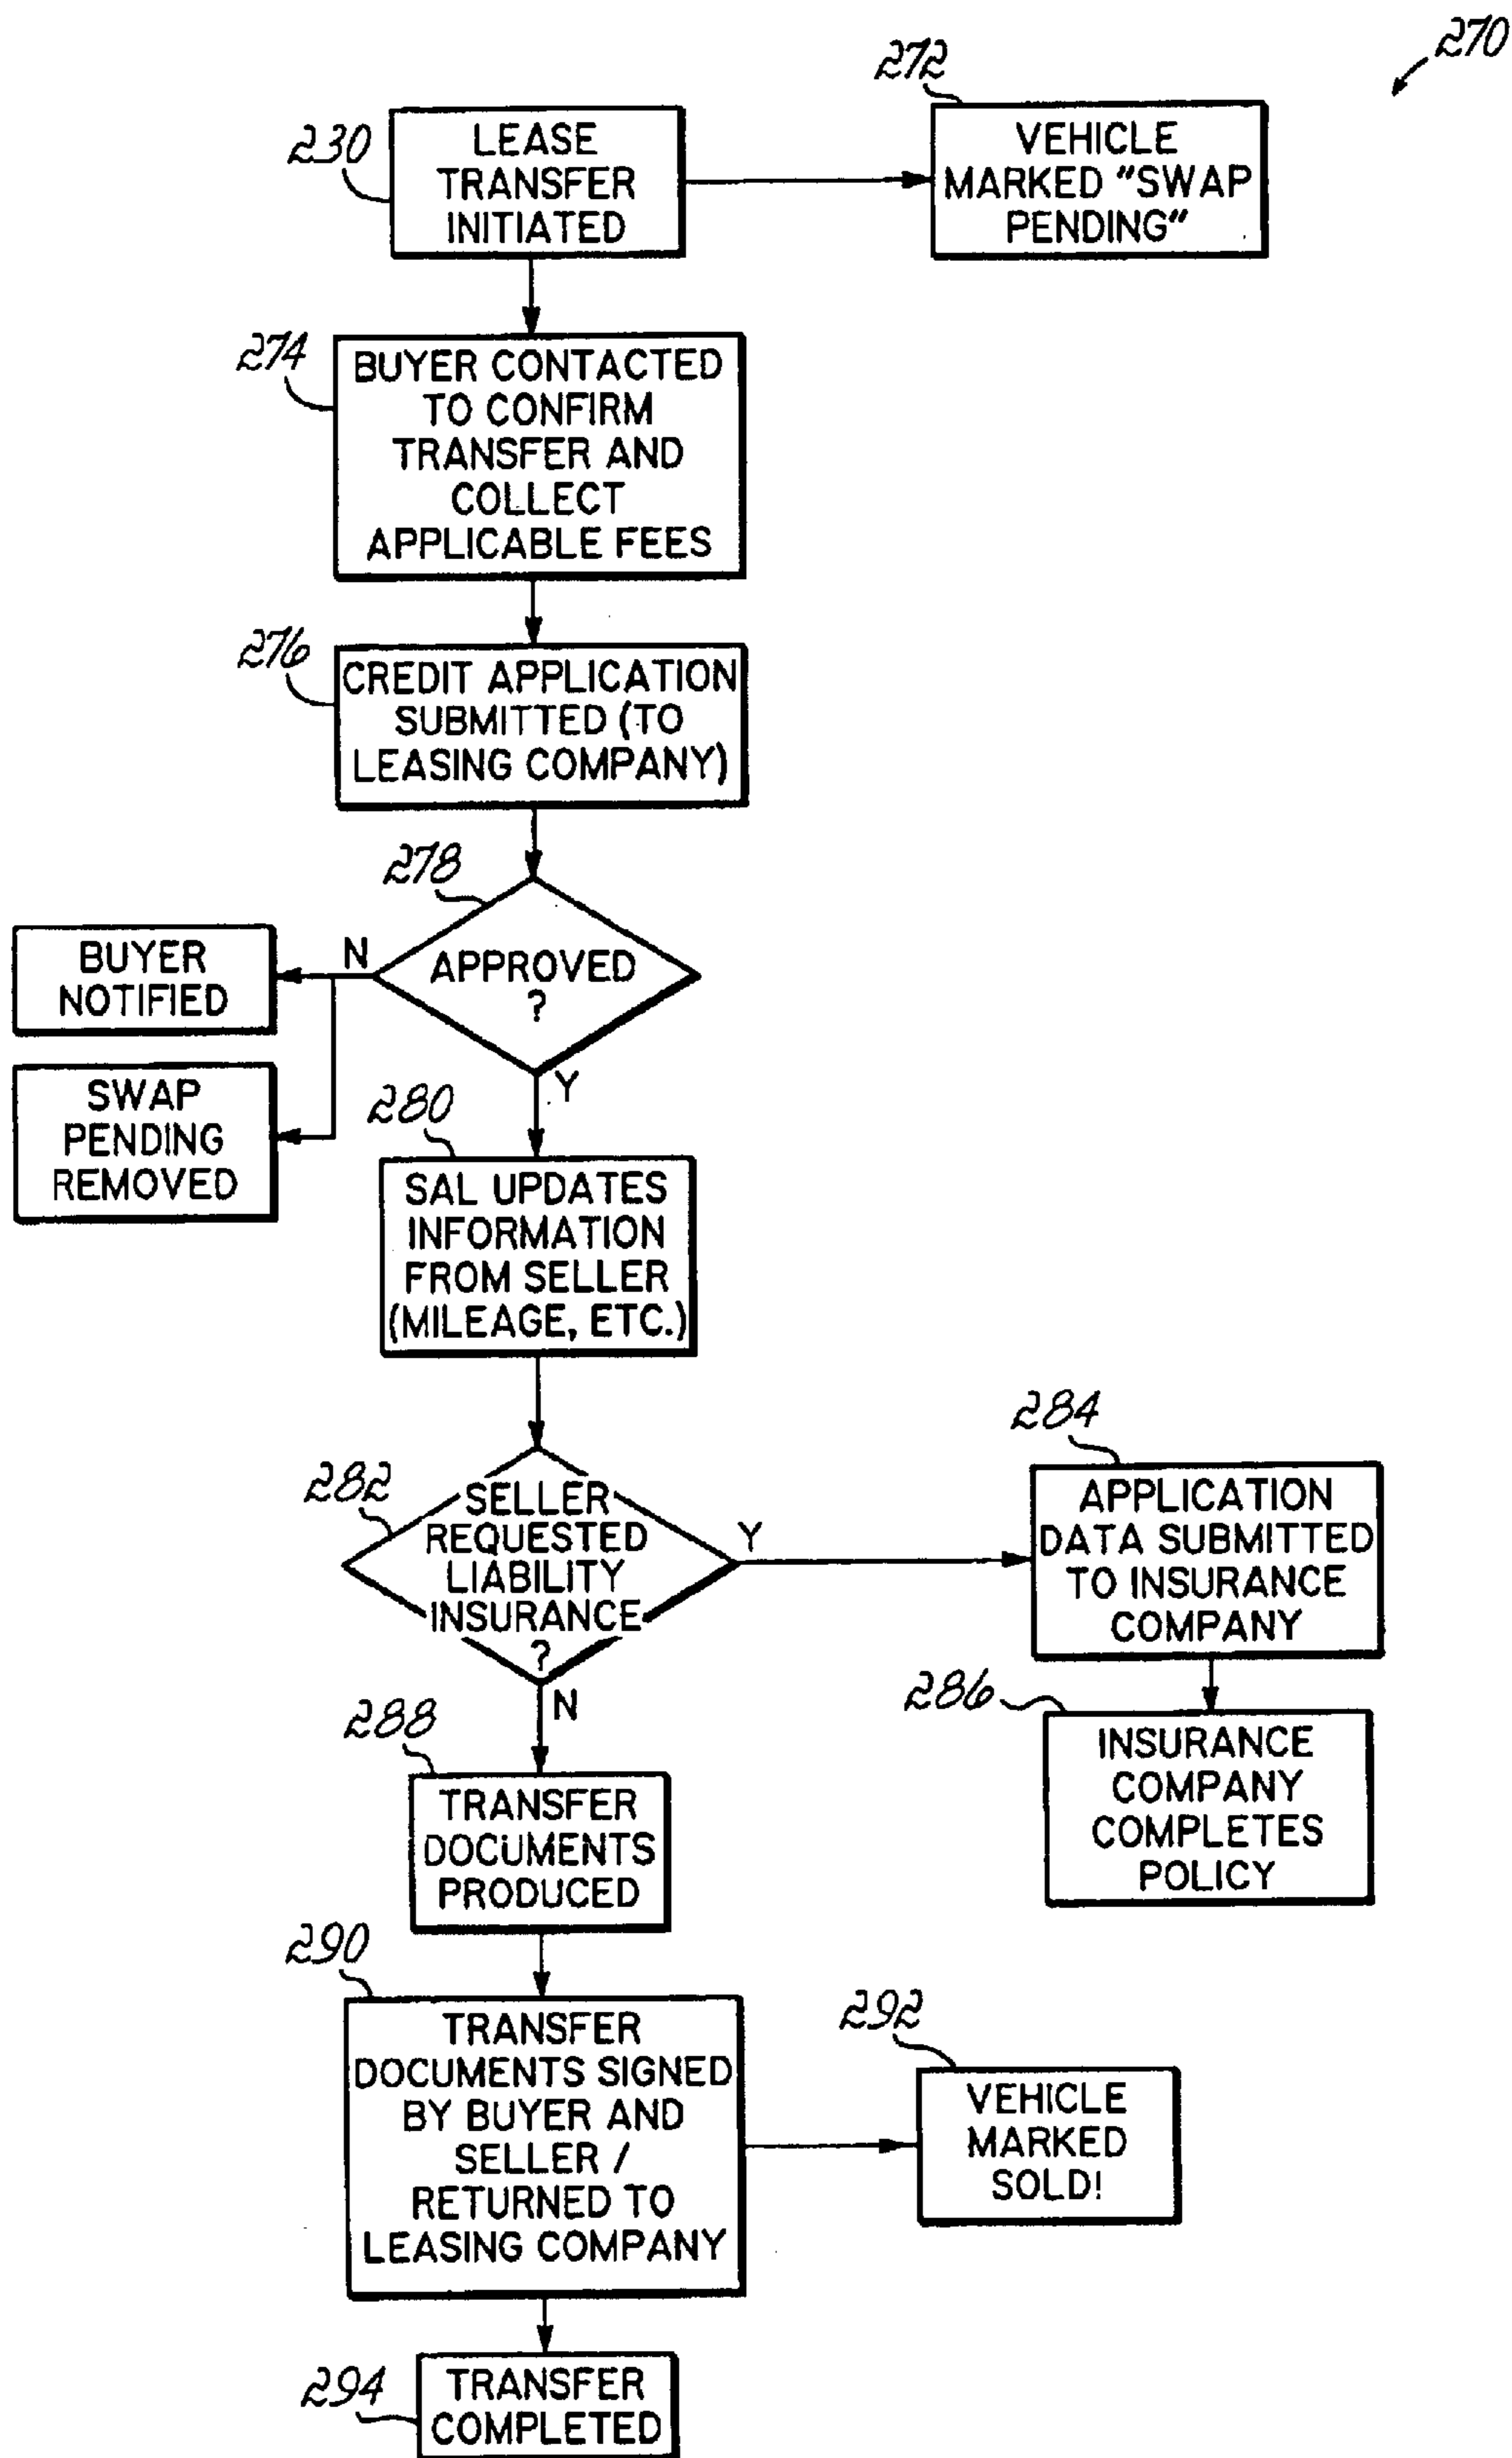 270
272
230
LEASE
TRANSFER
INITIATED
VEHICLE
MARKED "SWAP
PENDING"
274
BUYER CONTACTED
TO CONFIRM
TRANSFER AND
COLLECT
APPLICABLE FEES
276
CREDIT APPLICATION
SUBMITTED (TO
LEASING COMPANY)
278
APPROVED
?
N
BUYER
NOTIFIED
SWAP
PENDING
REMOVED
Y
280
SAL UPDATES
INFORMATION
FROM SELLER
(MILEAGE, ETC.)
282
SELLER
REQUESTED
LIABILITY
INSURANCE
?
Y
284
APPLICATION
DATA SUBMITTED
TO INSURANCE
COMPANY
286
INSURANCE
COMPANY
COMPLETES
POLICY
N
288
TRANSFER
DOCUMENTS
PRODUCED
290
TRANSFER
DOCUMENTS SIGNED
BY BUYER AND
SELLER /
RETURNED TO
LEASING COMPANY
292
VEHICLE
MARKED
SOLD!
294
TRANSFER
COMPLETED